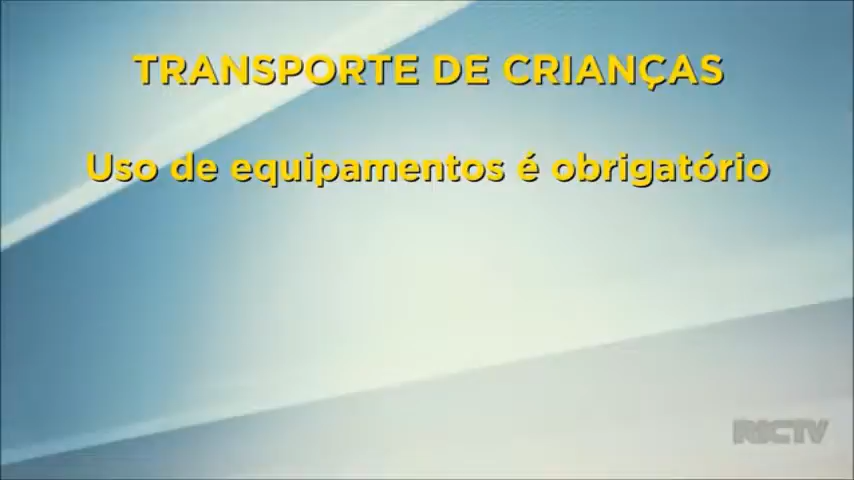 TRANSPORTE DE CRIANÇAS
Uso de equipamentos é obrigatório
RICTV